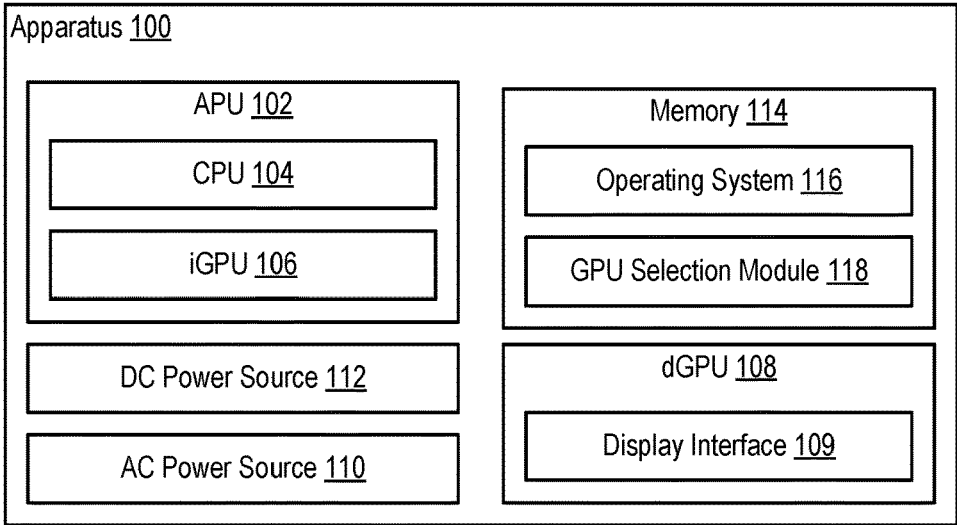 Apparatus 100
APU 102
CPU 104
iGPU 106
DC Power Source 112
AC Power Source 110
Memory 114
Operating System 116
GPU Selection Module 118
dGPU 108
Display Interface 109